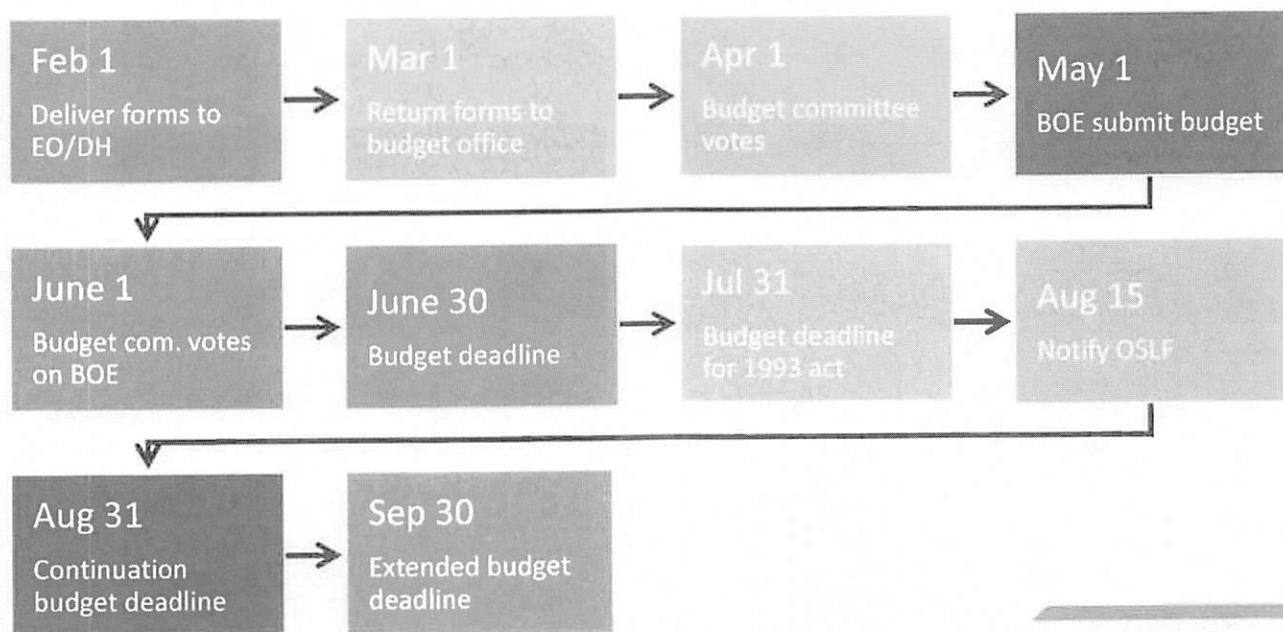 Feb 1
Deliver forms to
EO/DH
Mar 1
Return forms to
budget office
Apr 1
Budget committee
votes
May 1
BOE submit budget
June 1
Budget com. votes
on BOE
June 30
Budget deadline
Jul 31
Budget deadline
for 1993 act
Aug 15
Notify OSLF
Aug 31
Continuation
budget deadline
Sep 30
Extended budget
deadline